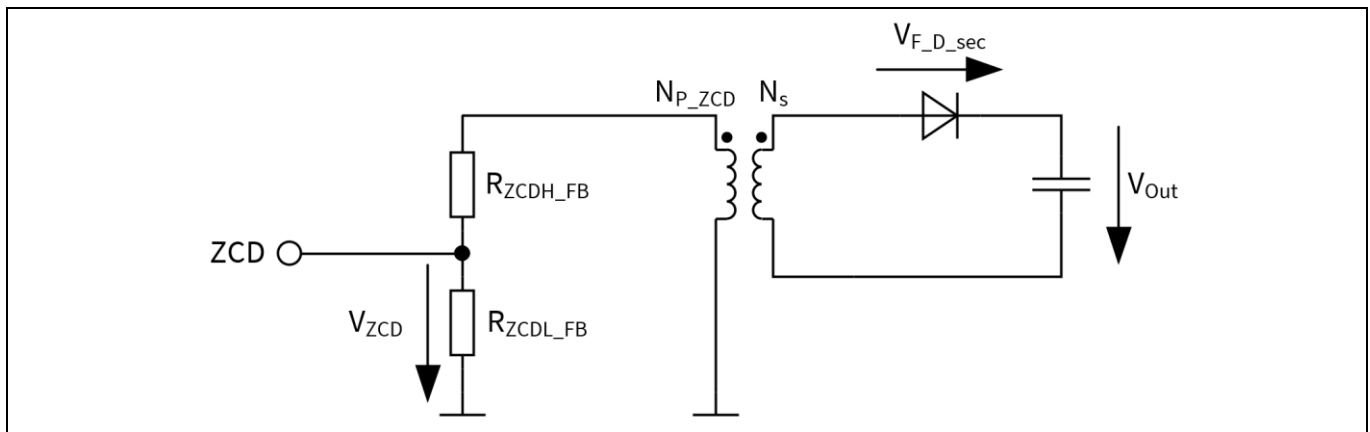 V_F_D_sec
N_P_ZCD
N_s
R_ZCDH_FB
V_Out
ZCD
V_ZCD
R_ZCDL_FB